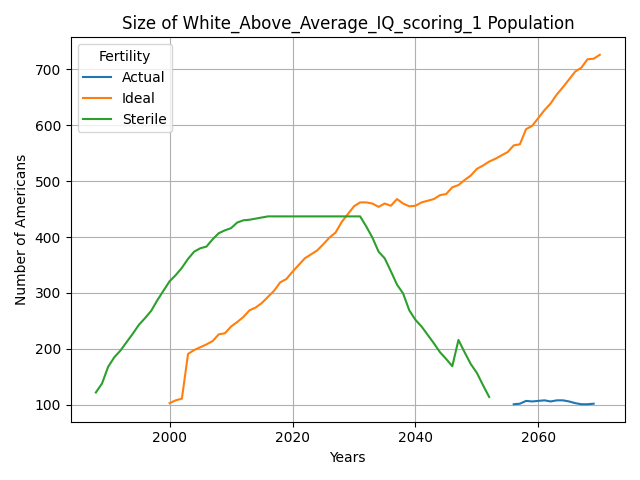 Size of White_Above_Average_IQ_scoring_1 Population
Fertility
Actual
Ideal
Sterile
Number of Americans
700
600
500
400
300
200
100
2000 2020 2040 2060
Years